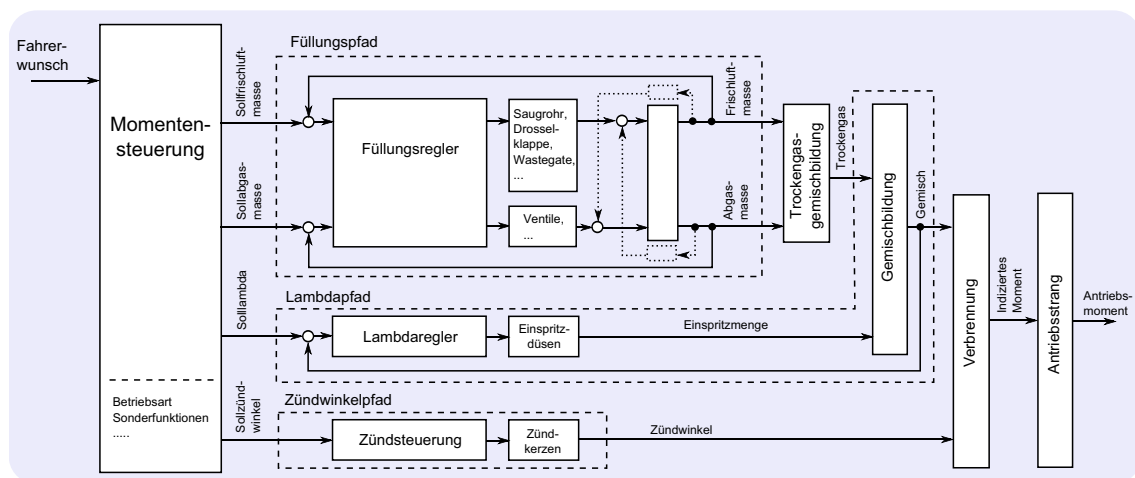 Fahrer-
wunsch
Momenten-
steuerung
Betriebsart
Sonderfunktionen
.....
Sollfrischluft-
masse
Sollabgas-
masse
Solllambda
Sollzünd-
winkel
Füllungspfad
Füllungsregler
Saugrohr,
Drossel-
klappe,
Wastegate,
...
Ventile,
...
Frischluft-
masse
Abgas-
masse
Trockengas-
gemischbildung
Trockengas
Gemischbildung
Gemisch
Lambdapfad
Lambdaregler
Einspritz-
düsen
Einspritzmenge
Zündwinkelpfad
Zündsteuerung
Zünd-
kerzen
Zündwinkel
Verbrennung
Indiziertes
Moment
Antriebsstrang
Antriebs-
moment